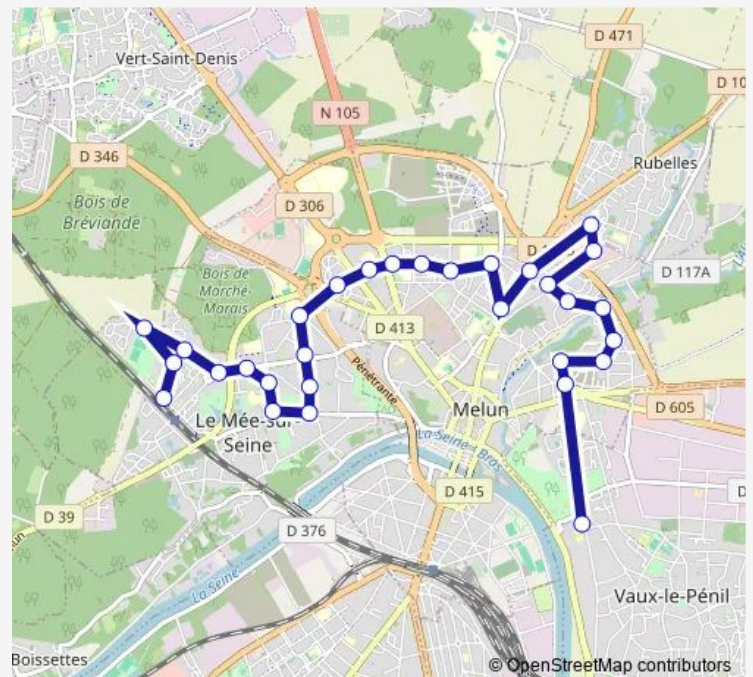 D 471
Vert-Saint-Denis
D 10
N 105
D 346
Rubelles
Bois de
Bréviande
D 306
D 117A
Bois de
Marché-
Marais
D 413
Pénétrante
D 605
Melun
Le Mée-sur-
Seine
La Seine - Bras
D 415
D
D 39
D 376
La Seine
Vaux-le-Pénil
Boissettes
© OpenStreetMap contributors